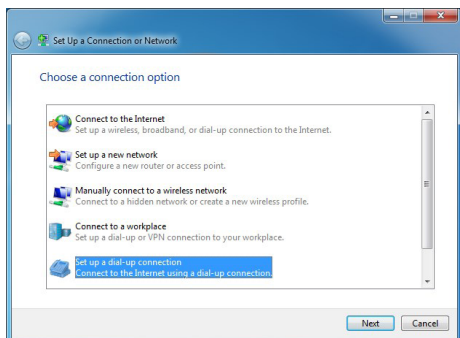 Set Up a Connection or Network
Choose a connection option
Connect to the Internet
Set up a wireless, broadband, or dial-up connection to the Internet.
Set up a new network
Configure a new router or access point.
Manually connect to a wireless network
Connect to a hidden network or create a new wireless profile.
Connect to a workplace
Set up a dial-up or VPN connection to your workplace.
Set up a dial-up connection
Connect to the Internet using a dial-up connection.
Next Cancel